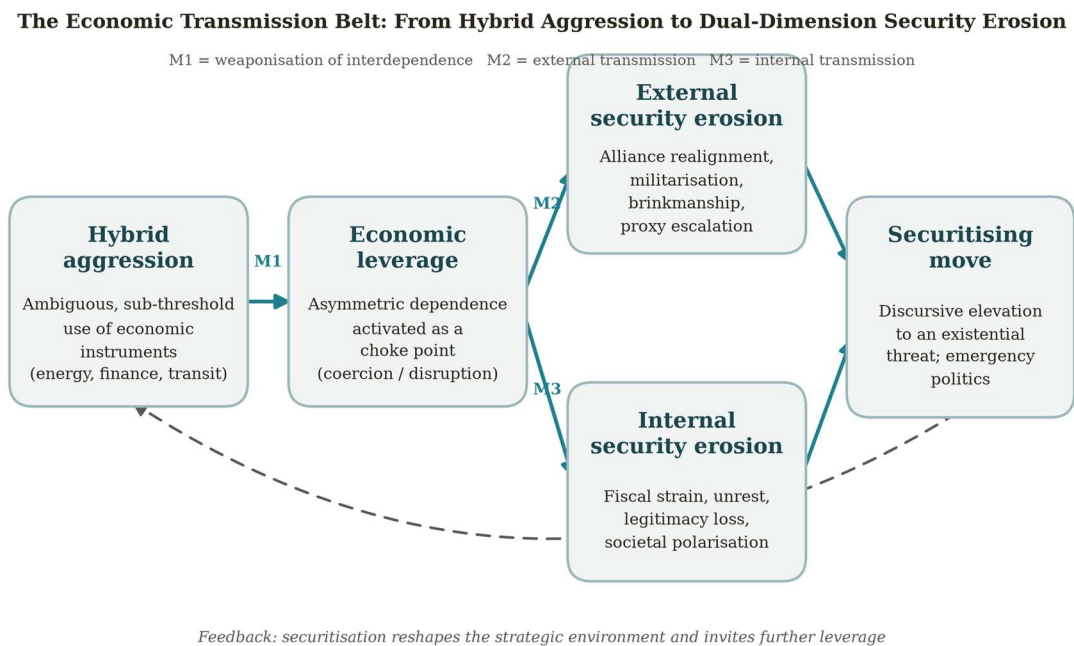 The Economic Transmission Belt: From Hybrid Aggression to Dual-Dimension Security Erosion
M1 = weaponisation of interdependence M2 = external transmission M3 = internal transmission
Hybrid
aggression
Ambiguous, sub-threshold
use of economic
instruments
(energy, finance, transit)
M1
Economic
leverage
Asymmetric dependence
activated as a
choke point
(coercion / disruption)
M2
External
security erosion
Alliance realignment,
militarisation,
brinkmanship,
proxy escalation
M3
Internal
security erosion
Fiscal strain, unrest,
legitimacy loss,
societal polarisation
Securitising
move
Discursive elevation
to an existential
threat; emergency
politics
Feedback: securitisation reshapes the strategic environment and invites further leverage